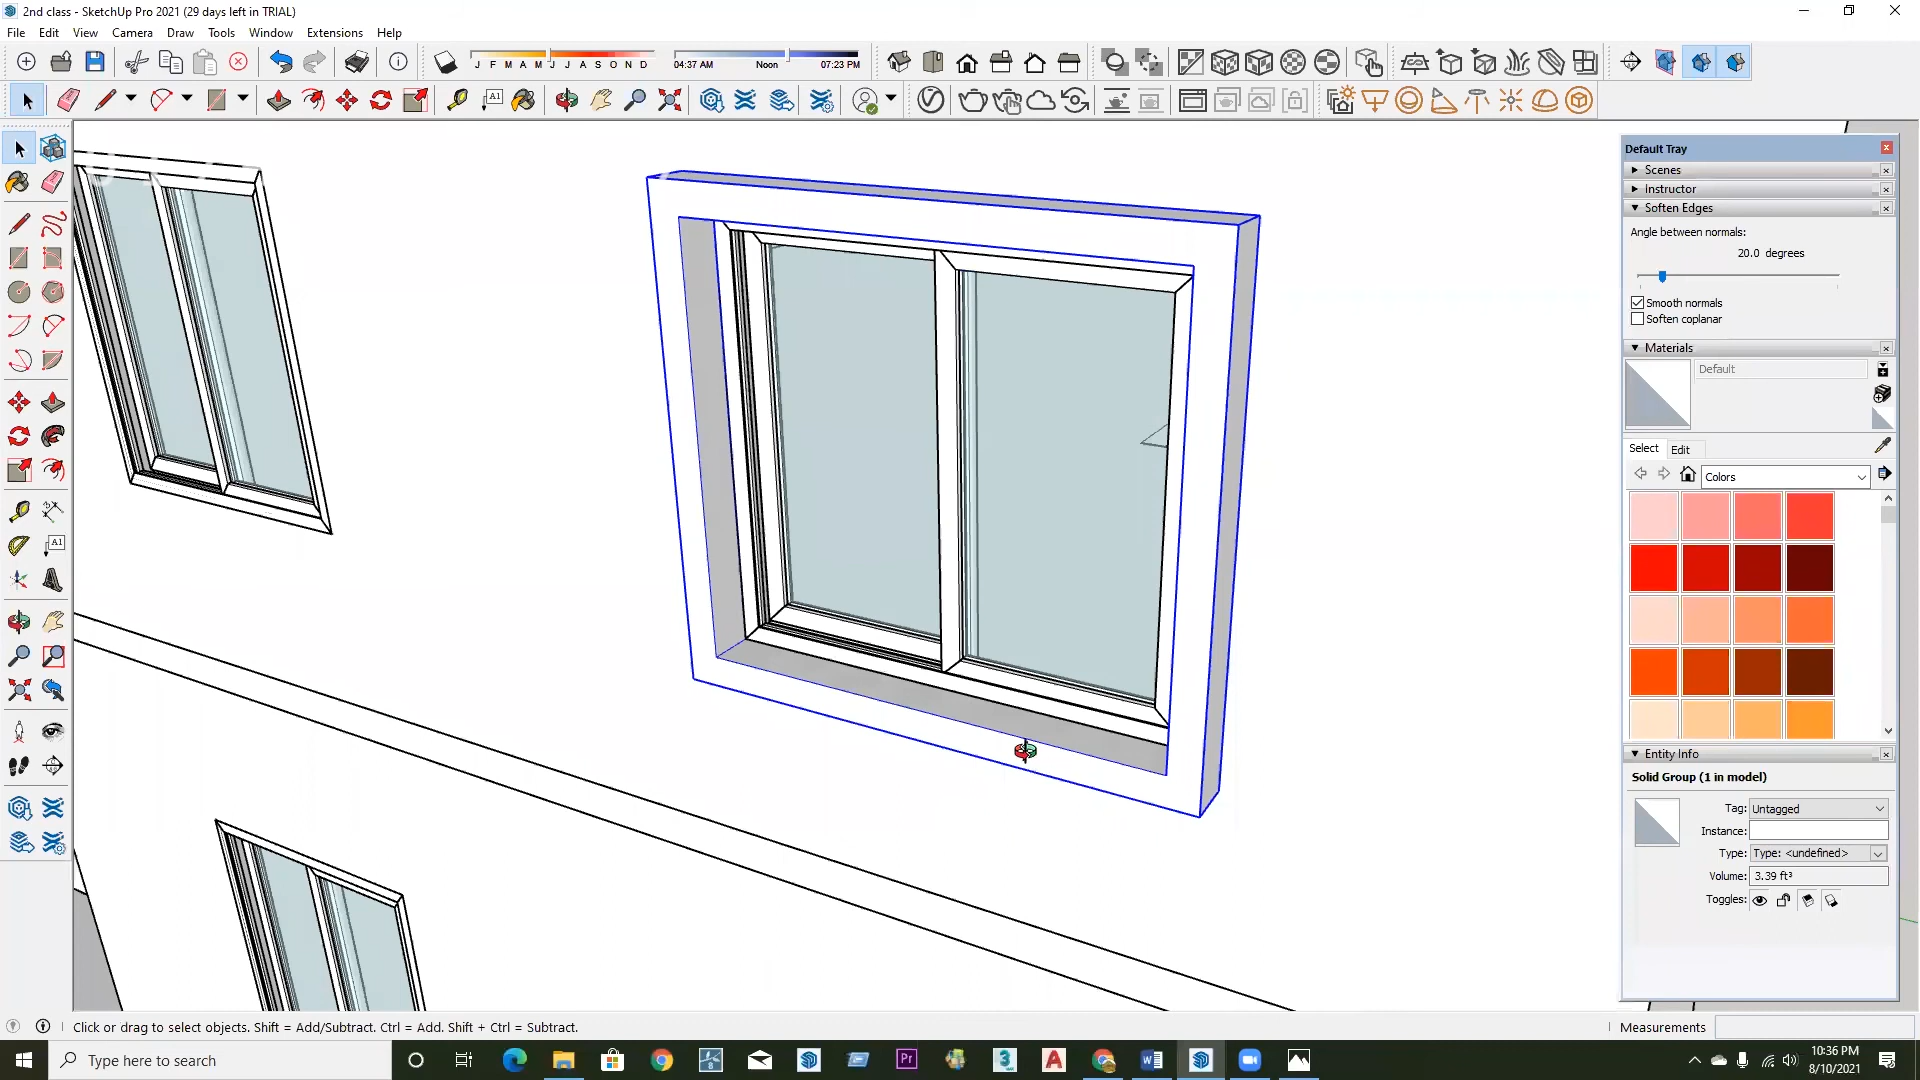 2nd class - SketchUp Pro 2021 (29 days left in TRIAL)
File Edit View Camera Draw Tools Window Extensions Help
J F M A M J J A S O N D
04:37 AM Noon 07:23 PM
A1
Default Tray
Scenes
Instructor
Soften Edges
Angle between normals:
20.0 degrees
Smooth normals
Soften coplanar
Materials
Default
Select Edit
Colors
A1
Entity Info
Solid Group (1 in model)
Tag: Untagged
Instance:
Type: Type: <undefined>
Volume: 3.39 ft³
Toggles:
Click or drag to select objects. Shift = Add/Subtract. Ctrl = Add. Shift + Ctrl = Subtract.
Measurements
Type here to search
Pr
3
A
W
10:36 PM
8/10/2021